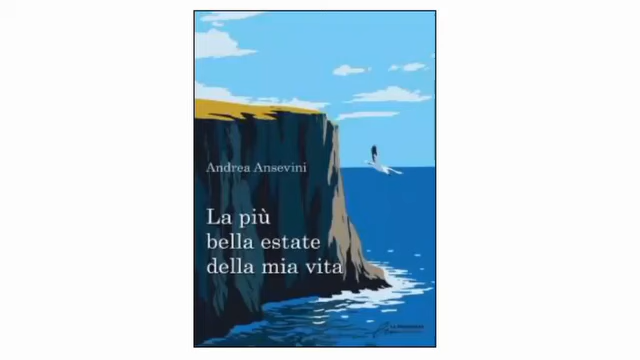 Andrea Ansevini
La più
bella estate
della mia vita